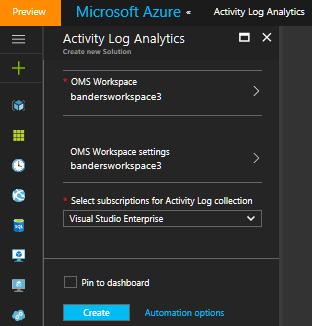 Preview
Microsoft Azure «
Activity Log Analytics
Activity Log Analytics
Create new Solution
* OMS Workspace
bandersworkspace3
OMS Workspace settings
bandersworkspace3
* Select subscriptions for Activity Log collection
Visual Studio Enterprise
Pin to dashboard
Create
Automation options
SQL